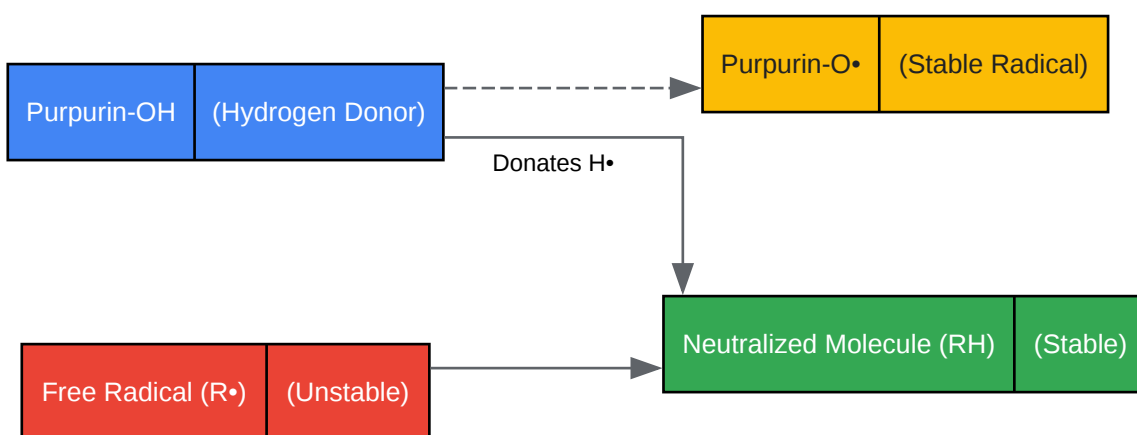 Purpurin-O•
(Stable Radical)
Purpurin-OH
(Hydrogen Donor)
Donates H•
Neutralized Molecule (RH)
(Stable)
Free Radical (R•)
(Unstable)